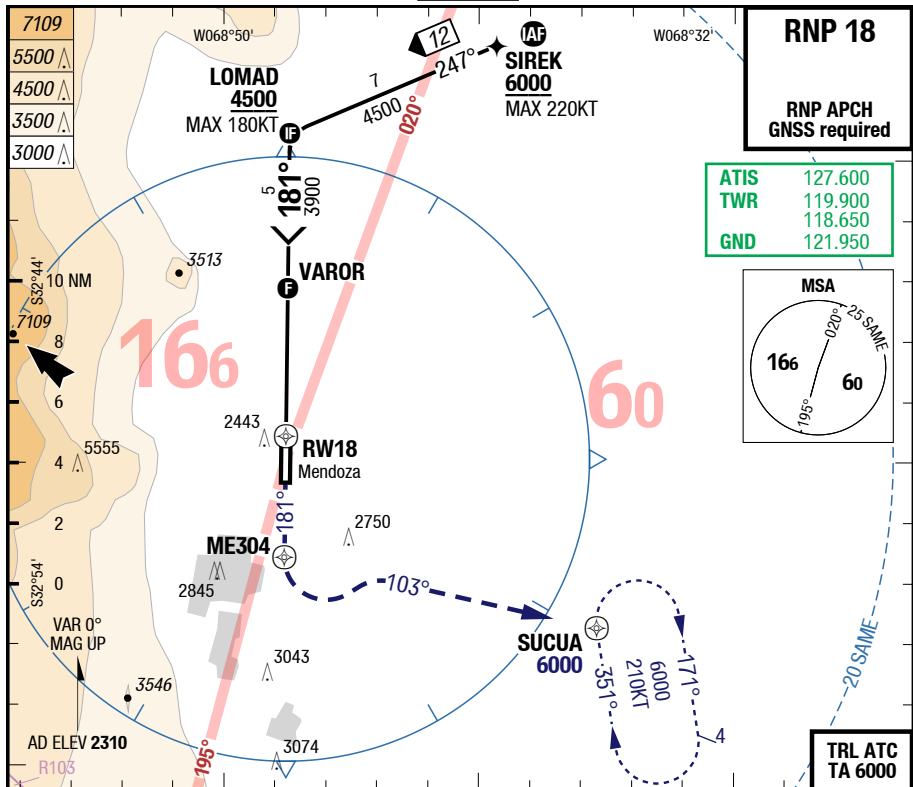 7109
5500
4500
3500
3000
W068°50'
W068°32'
12
247°
IAF
SIREK
6000
MAX 220KT
LOMAD
4500
MAX 180KT
7
4500
IF
020°
5
181°
3900
RNP 18
RNP APCH
GNSS required
ATIS 127.600
TWR 119.900
118.650
GND 121.950
3513
VAROR
F
S32°44'
10 NM
7109
8
6
4
2
0
166
60
MSA
020°
25 SAME
166
60
195°
2443
RW18
Mendoza
5555
181°
2750
ME304
2845
103°
S32°54'
VAR 0°
MAG UP
SUCUA
6000
351°
6000
210KT
171°
4
20 SAME
3043
3546
AD ELEV 2310
3074
R103
195°
TRL ATC
TA 6000